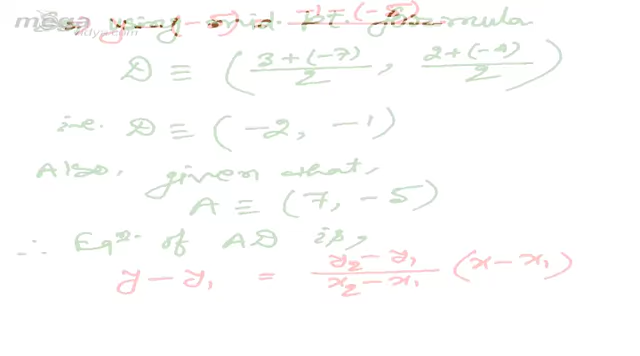 using mid pt. formula
D ≡ ( 3 + (-7) / 2 , 2 + (-4) / 2 )
i.e. D ≡ (-2, -1)
Also, given that,
A ≡ (7, -5)
∴ Eqn. of AD is,
y - y₁ = y₂ - y₁ / x₂ - x₁ (x - x₁)